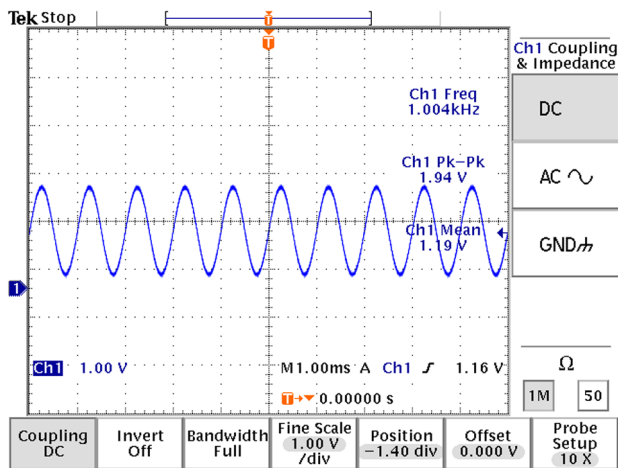 Tek Stop
T
T
Ch1 Coupling
& Impedance
Ch1 Freq
1.004kHz
DC
Ch1 Pk-Pk
1.94 V
AC
Ch1 Mean
1.19 V
GND
1
Ch1 1.00 V M1.00ms A Ch1 1.16 V
Ω
T 0.00000 s
1M 50
Coupling
DC
Invert
Off
Bandwidth
Full
Fine Scale
1.00 V
/div
Position
-1.40 div
Offset
0.000 V
Probe
Setup
10 X